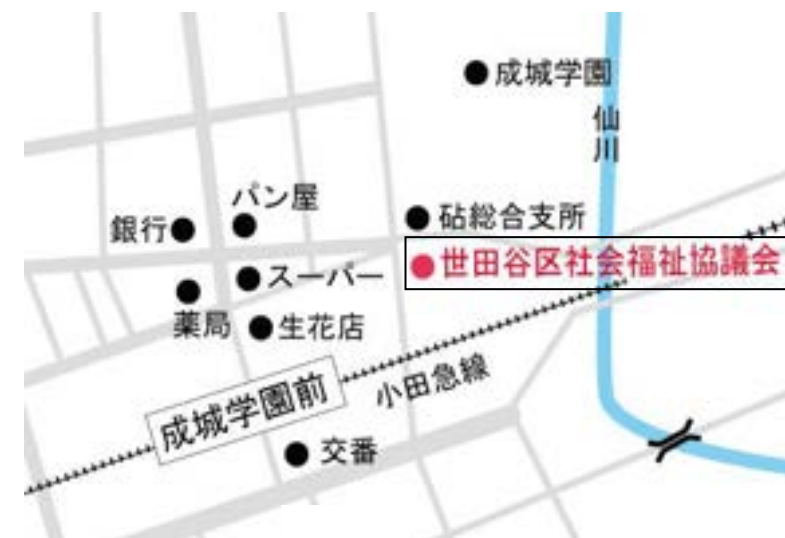 成城学園
仙川
パン屋
銀行
砧総合支所
世田谷区社会福祉協議会
スーパー
薬局
生花店
小田急線
成城学園前
交番